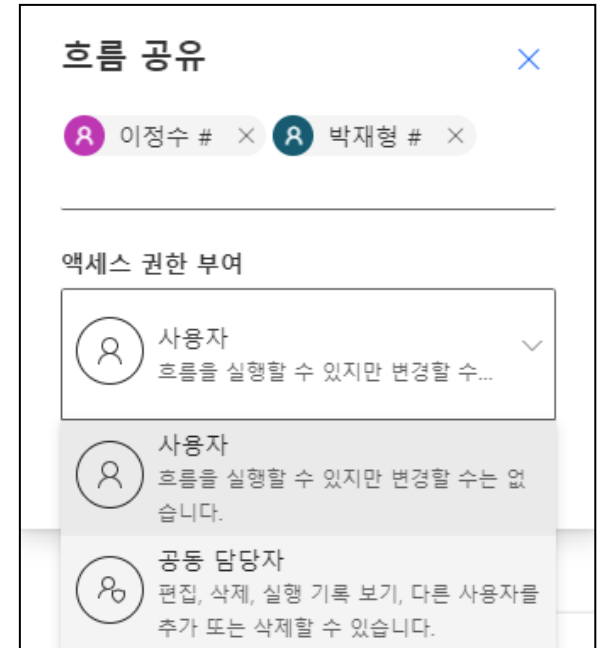 흐름 공유
이정수 # 박재형 #
액세스 권한 부여
사용자
흐름을 실행할 수 있지만 변경할 수...
사용자
흐름을 실행할 수 있지만 변경할 수는 없
습니다.
공동 담당자
편집, 삭제, 실행 기록 보기, 다른 사용자를
추가 또는 삭제할 수 있습니다.